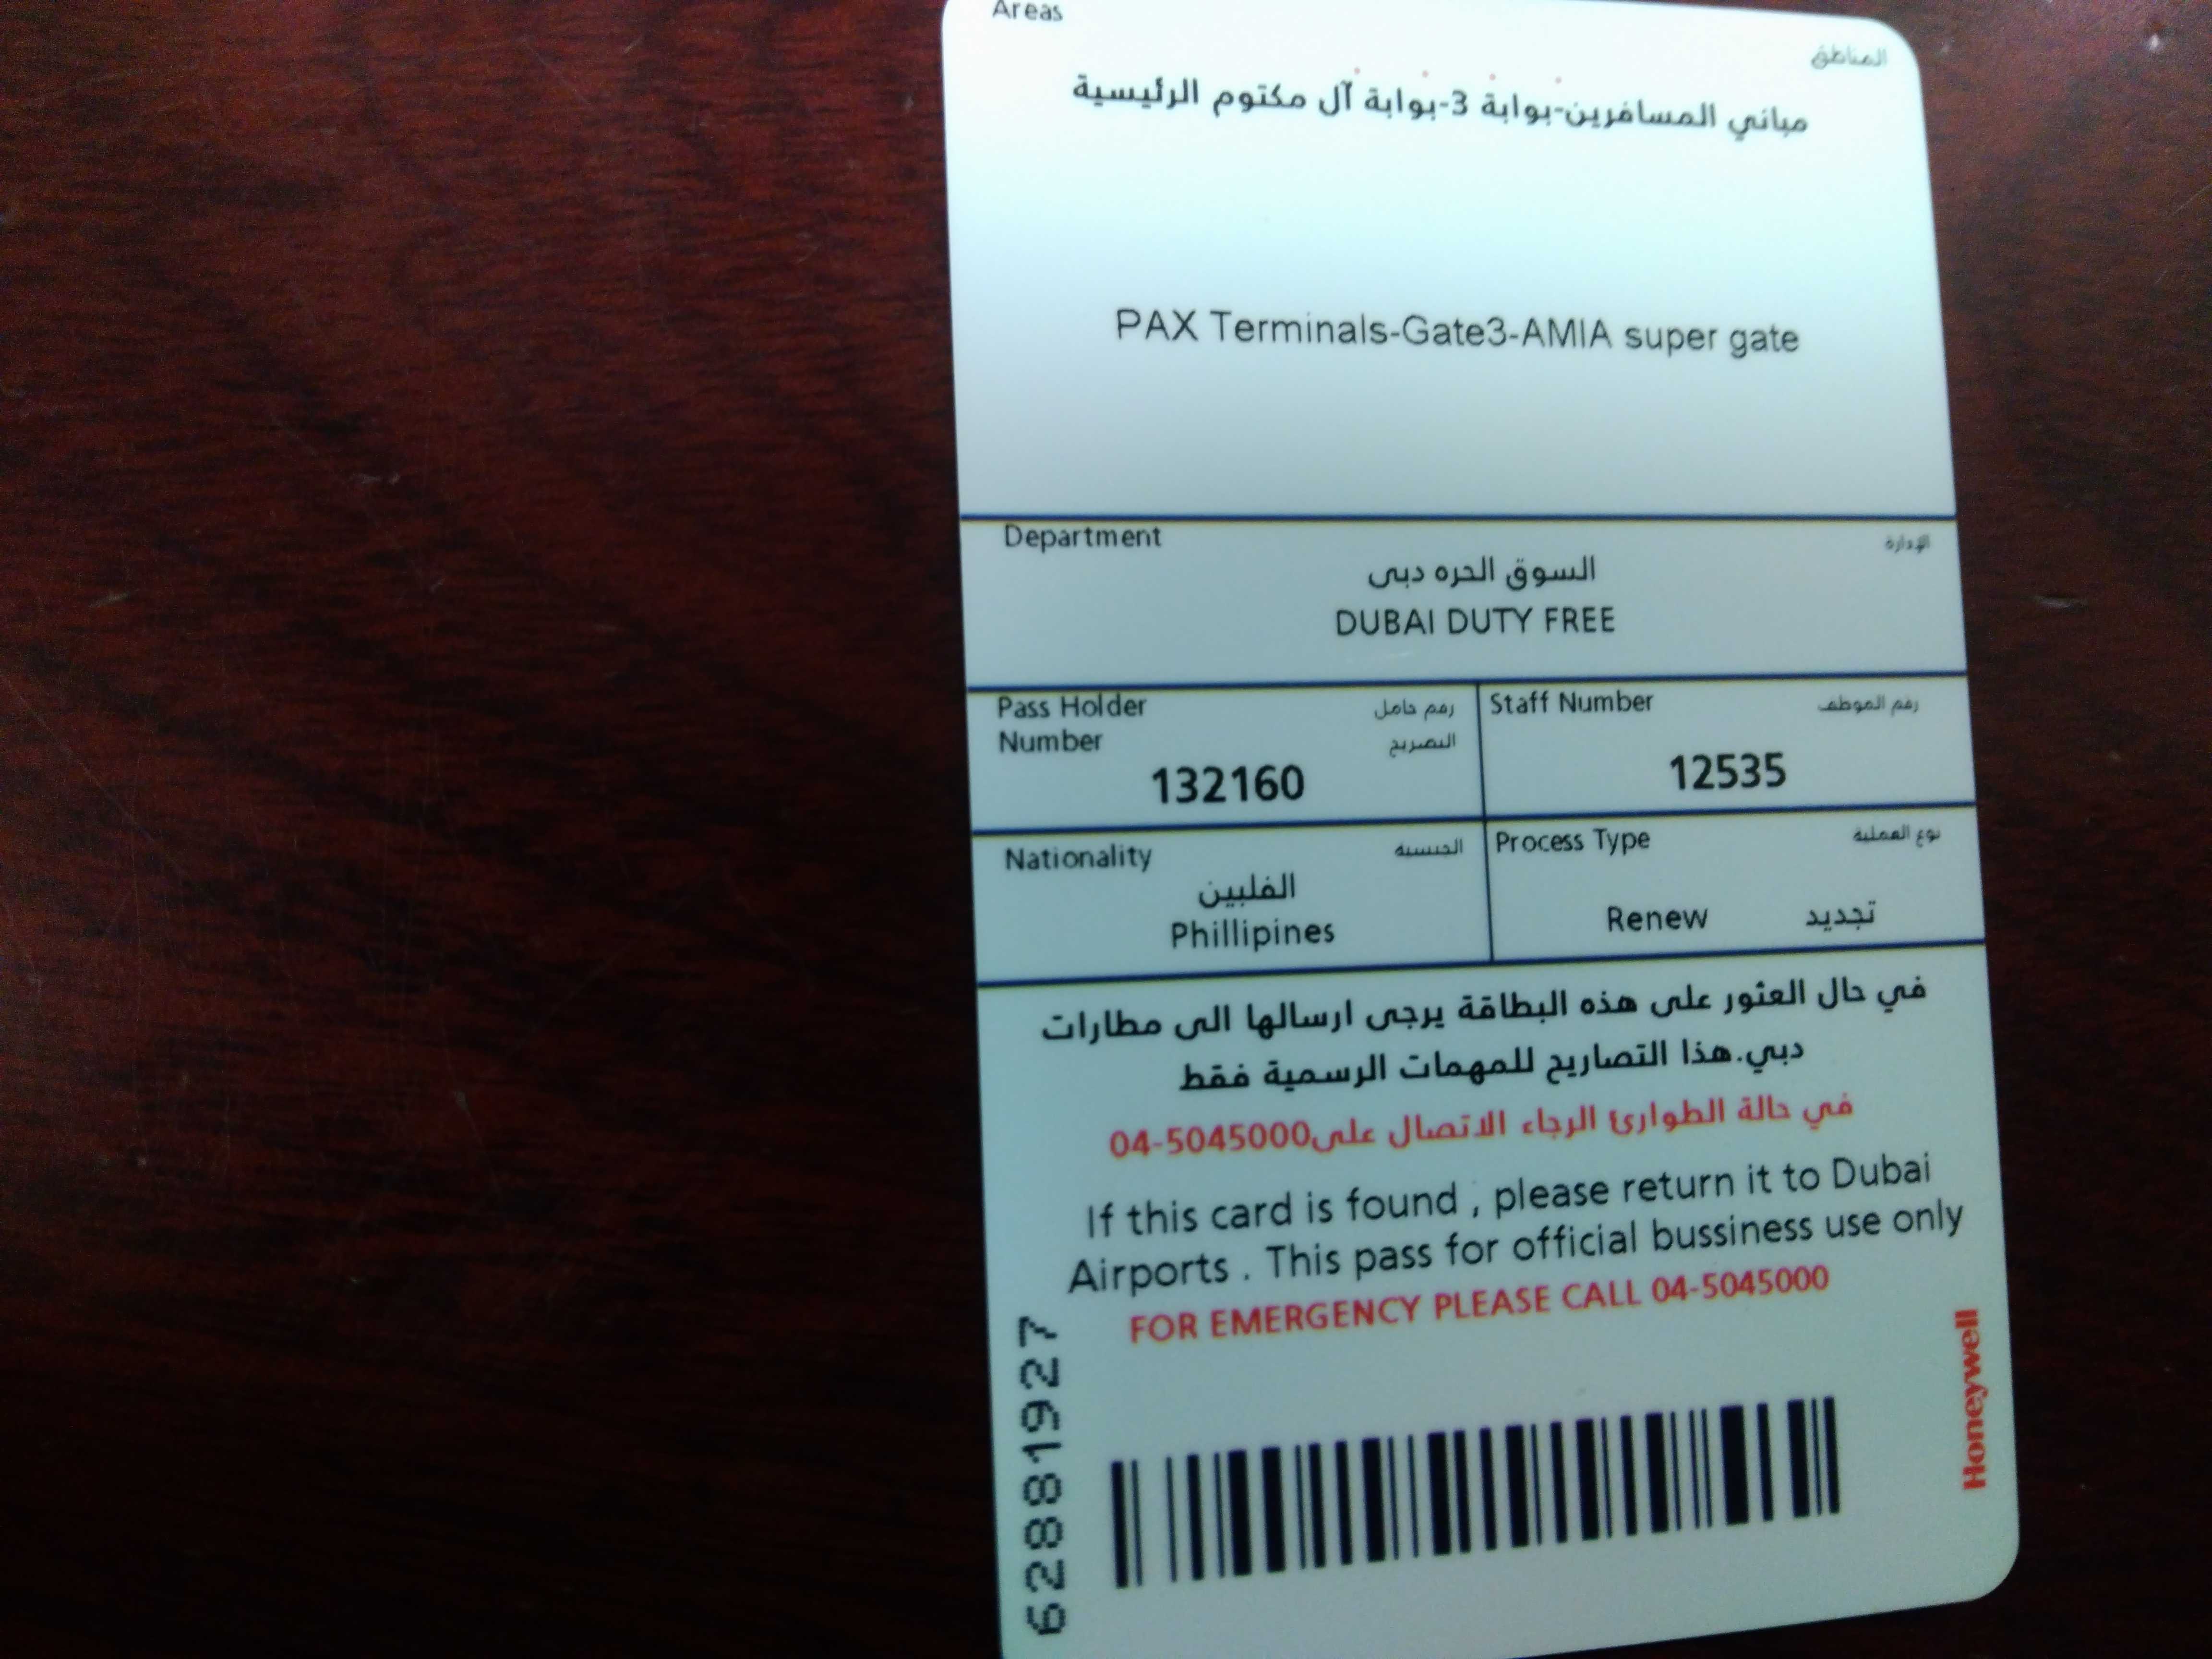 Areas
المناطق
مباني المسافرين-بوابة 3-بوابة آل مكتوم الرئيسية
PAX Terminals-Gate3-AMIA super gate
Department الإدارة
السوق الحره دبى
DUBAI DUTY FREE
Pass Holder رقم حامل
Number التصريح
132160
Staff Number رقم الموظف
12535
Nationality الجنسية
الفلبين
Phillipines
Process Type نوع العملية
Renew تجديد
في حال العثور على هذه البطاقة يرجى ارسالها الى مطارات
دبي.هذا التصاريح للمهمات الرسمية فقط
في حالة الطوارئ الرجاء الاتصال على04-5045000
If this card is found , please return it to Dubai
Airports . This pass for official bussiness use only
FOR EMERGENCY PLEASE CALL 04-5045000
62881927
Honeywell